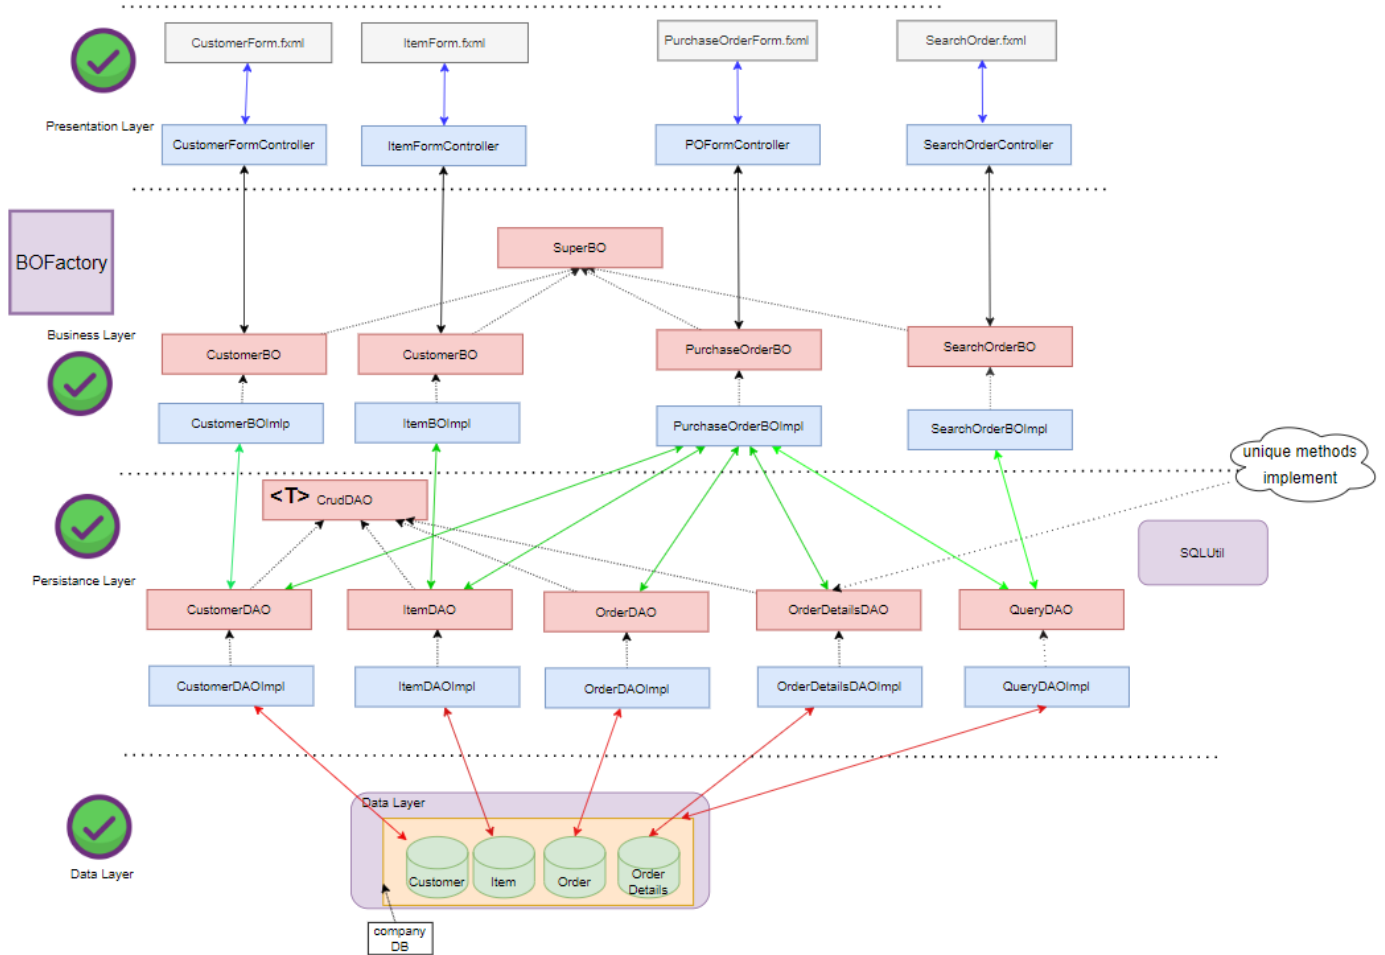 CustomerForm.fxml
ItemForm.fxml
PurchaseOrderForm.fxml
SearchOrder.fxml
Presentation Layer
CustomerFormController
ItemFormController
POFormController
SearchOrderController
BOFactory
SuperBO
Business Layer
CustomerBO
CustomerBO
PurchaseOrderBO
SearchOrderBO
CustomerBOImlp
ItemBOImpl
PurchaseOrderBOImpl
SearchOrderBOImpl
unique methods
implement
<T> CrudDAO
SQLUtil
Persistance Layer
CustomerDAO
ItemDAO
OrderDAO
OrderDetailsDAO
QueryDAO
CustomerDAOImpl
ItemDAOImpl
OrderDAOImpl
OrderDetailsDAOImpl
QueryDAOImpl
Data Layer
Data Layer
Customer
Item
Order
Order
Details
company
DB